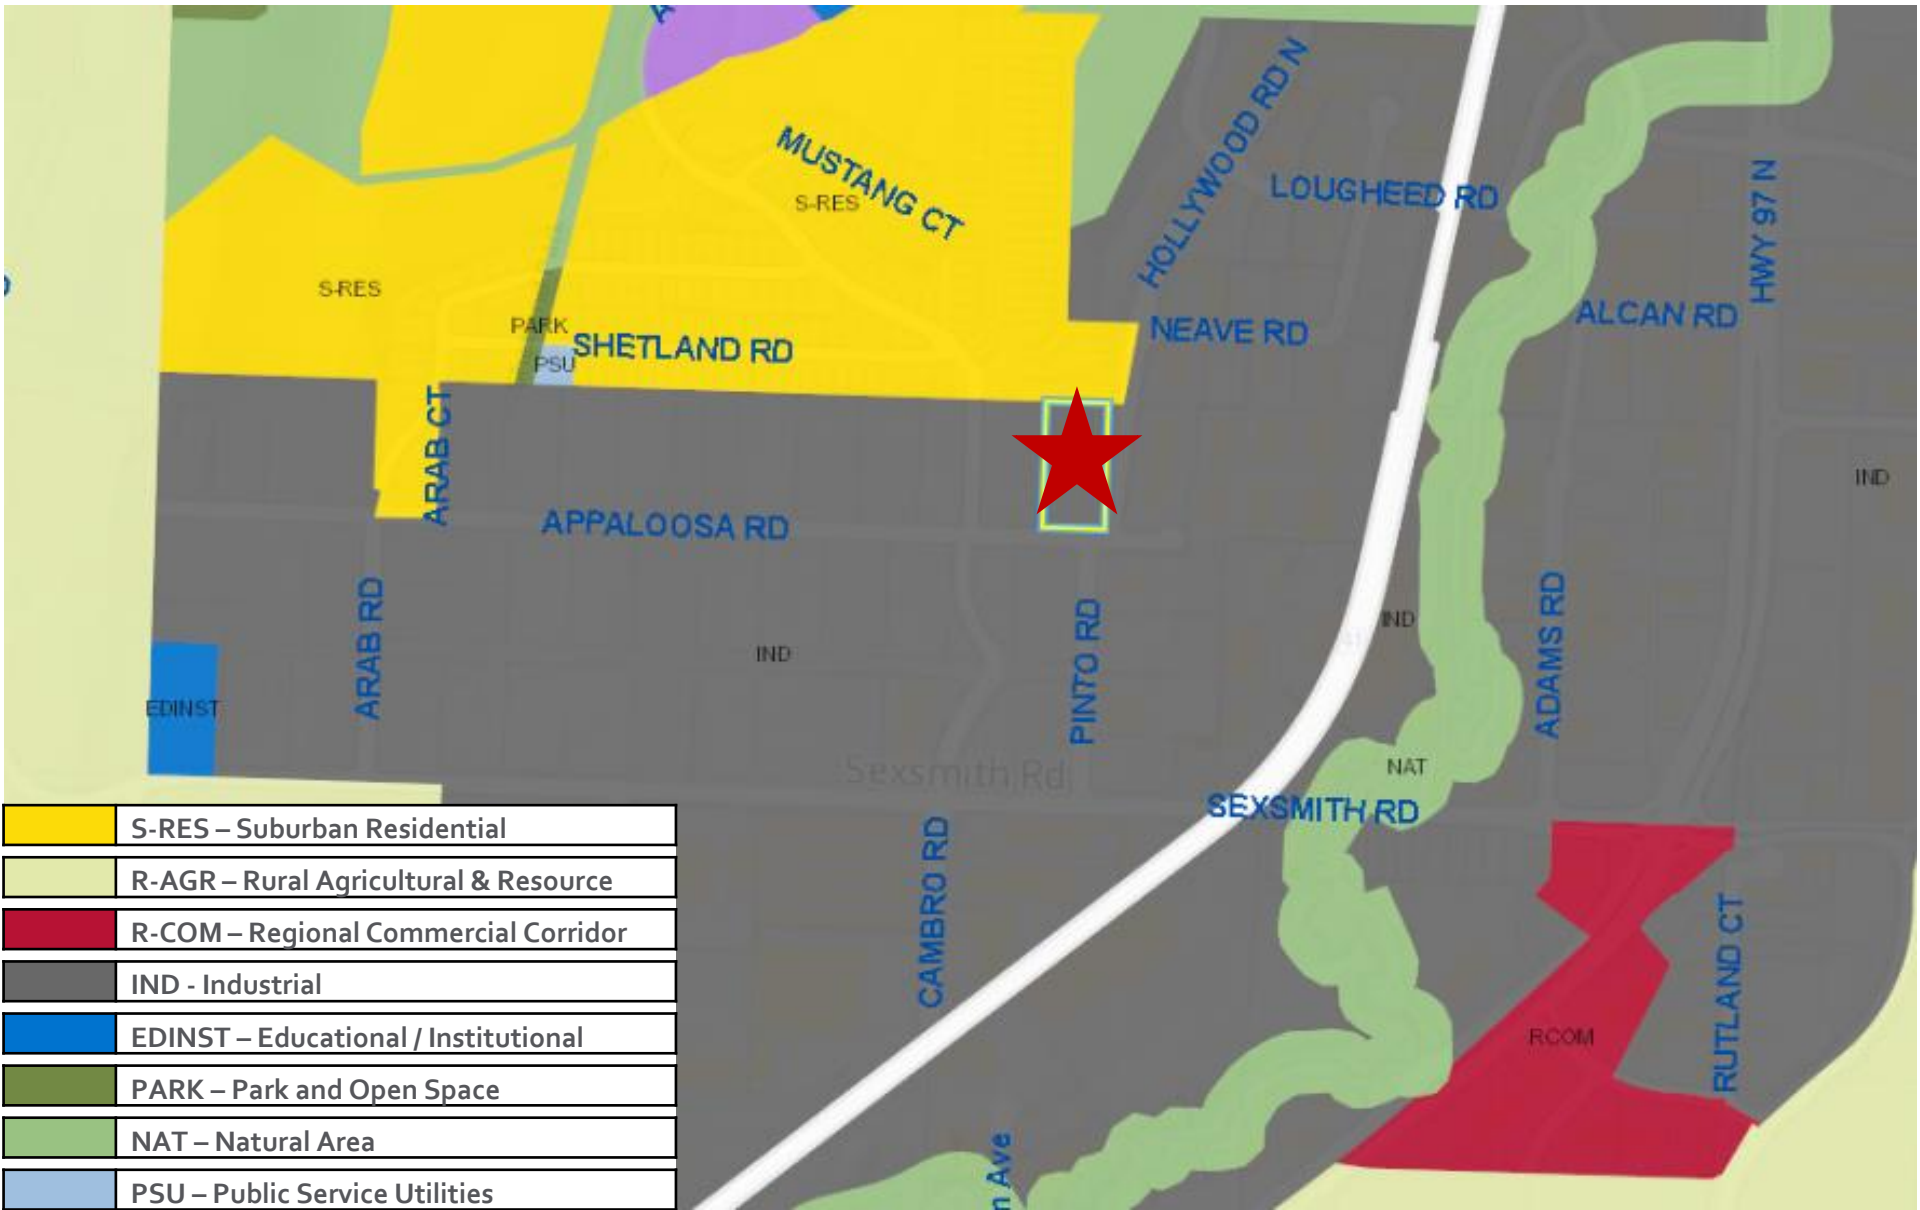 MUSTANG CT
S-RES
HOLLYWOOD RD N
LOUGHEED RD
HWY 97 N
S-RES
PARK
SHETLAND RD
PSU
NEAVE RD
ALCAN RD
ARAB CT
APPALOOSA RD
IND
ARAB RD
IND
PINTO RD
IND
ADAMS RD
EDINST
Sexsmith Rd
NAT
SEXSMITH RD
CAMBRO RD
RCOM
RUTLAND CT
Ave
S-RES – Suburban Residential
R-AGR – Rural Agricultural & Resource
R-COM – Regional Commercial Corridor
IND - Industrial
EDINST – Educational / Institutional
PARK – Park and Open Space
NAT – Natural Area
PSU – Public Service Utilities